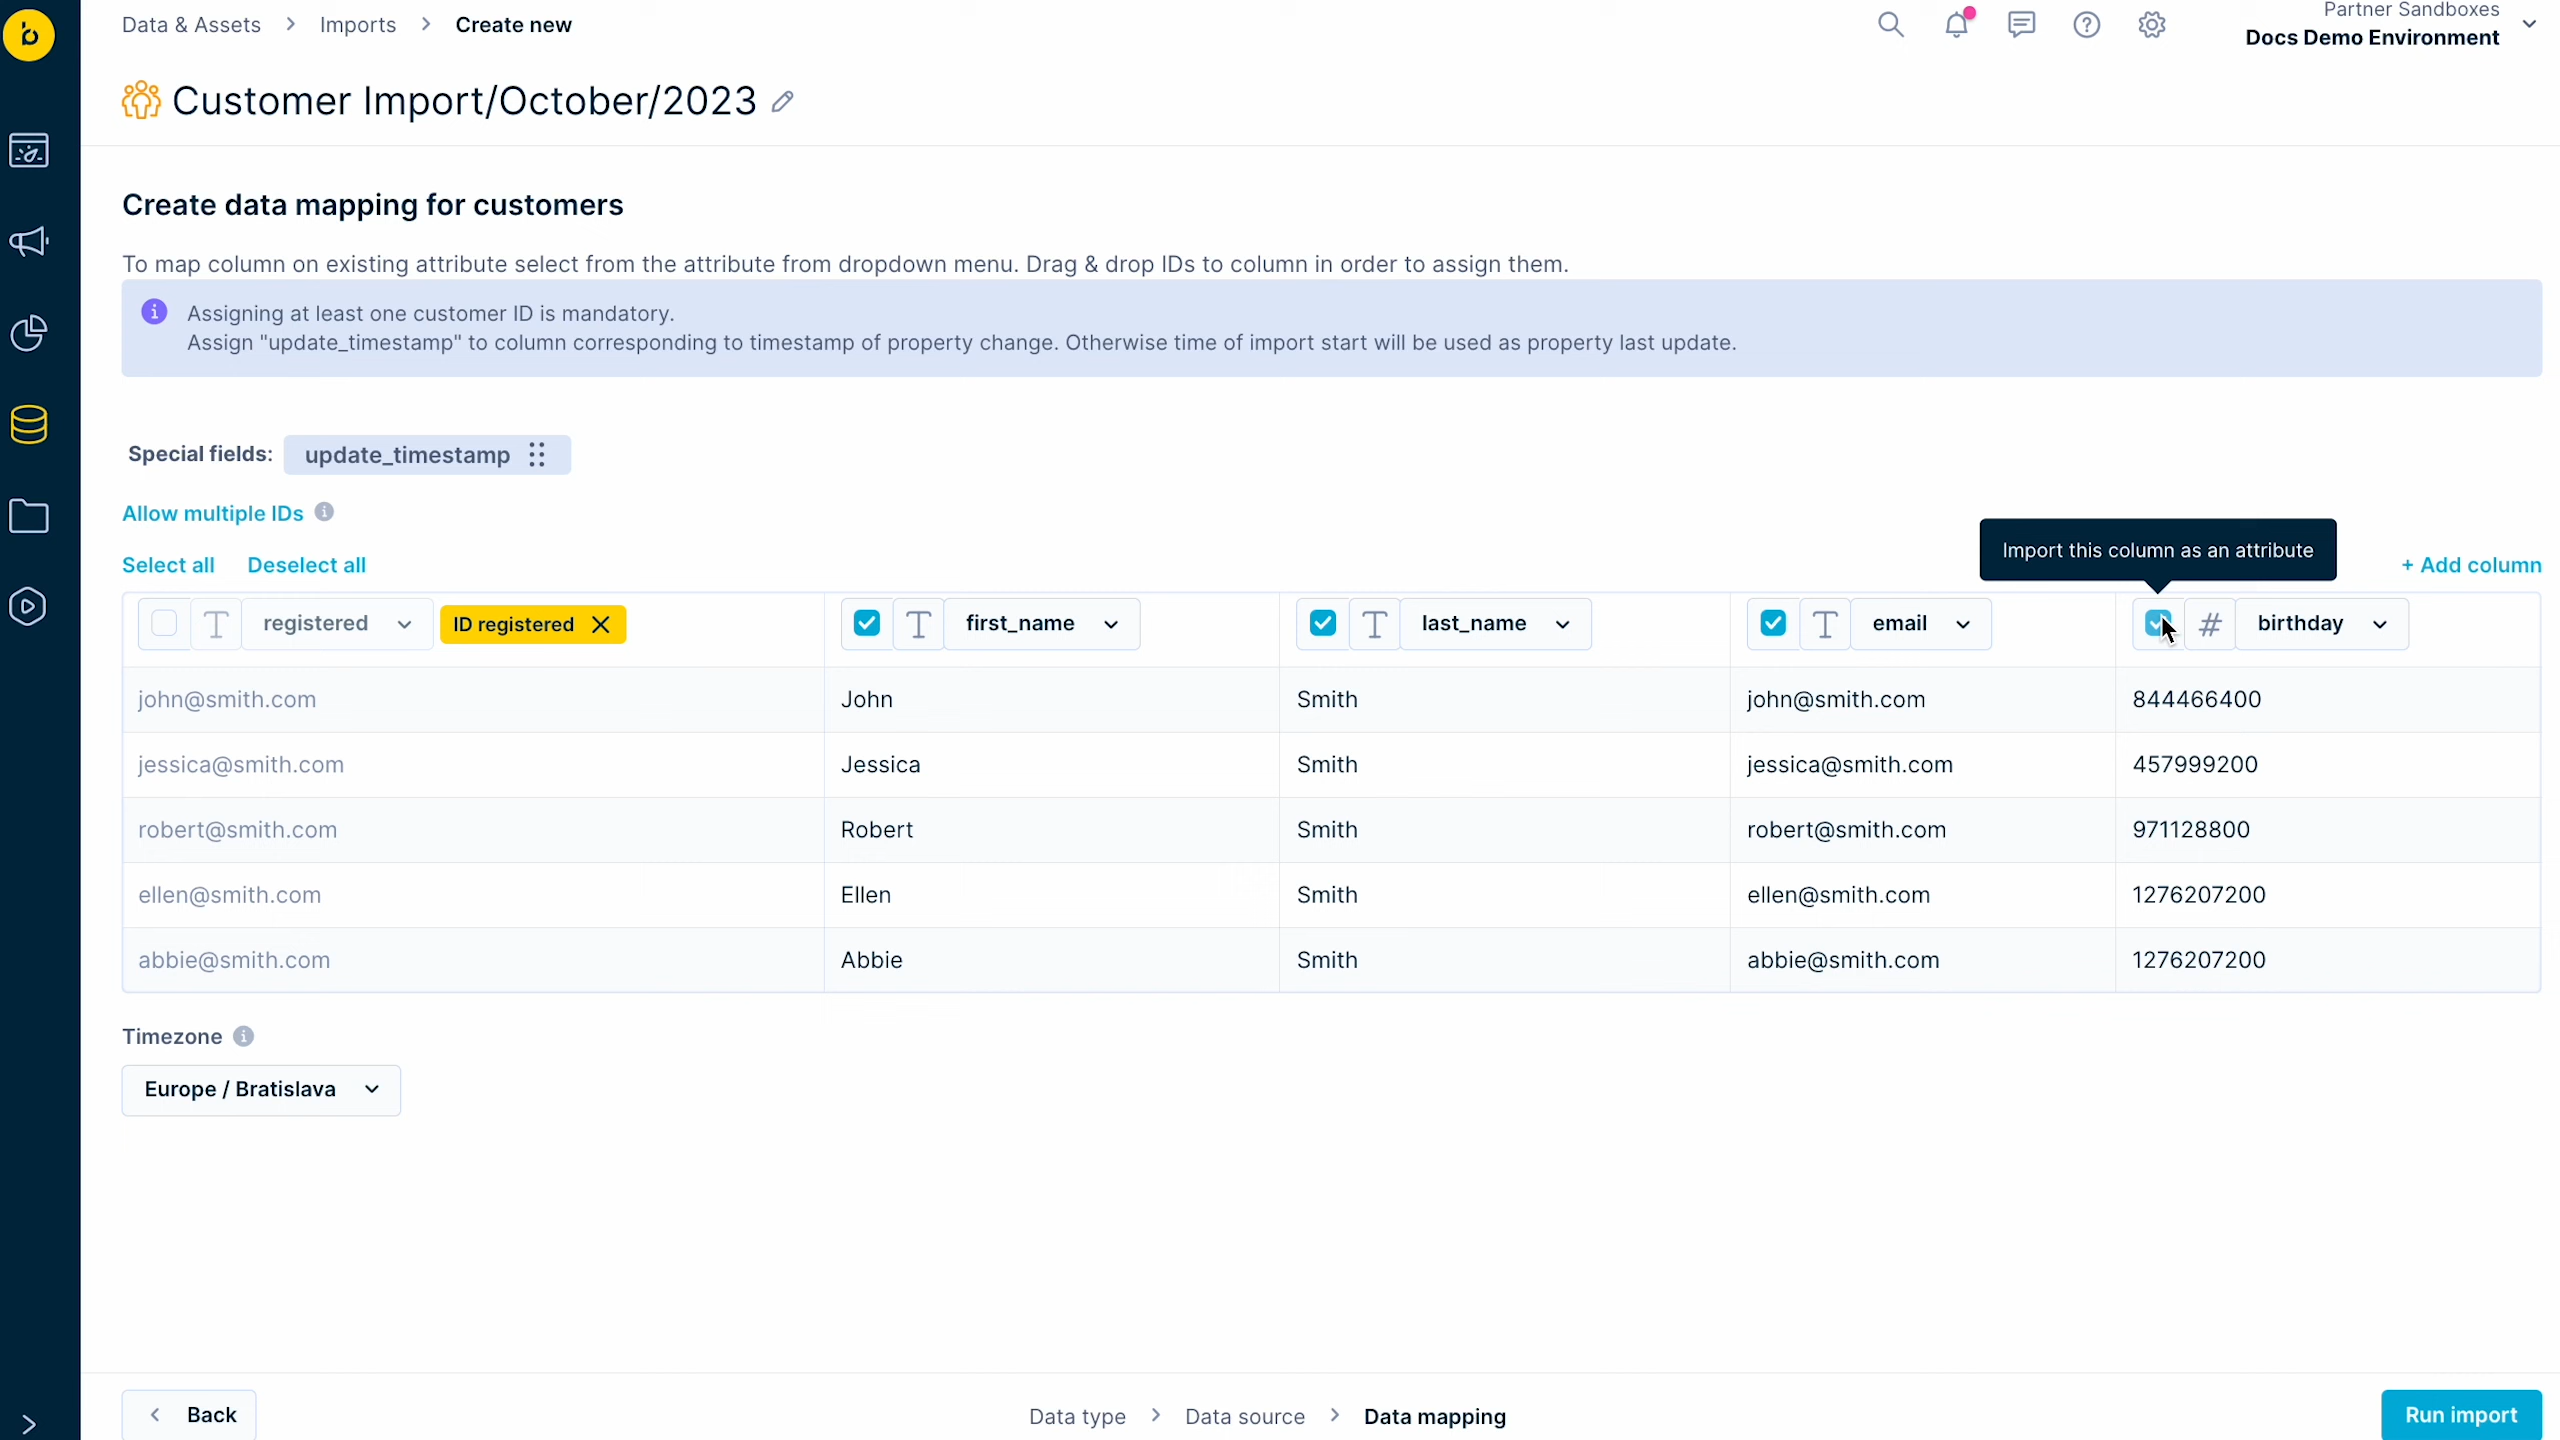 Data & Assets > Imports > Create new
Partner Sandboxes
Docs Demo Environment
Customer Import/October/2023
Create data mapping for customers
To map column on existing attribute select from the attribute from dropdown menu. Drag & drop IDs to column in order to assign them.
Assigning at least one customer ID is mandatory.
Assign "update_timestamp" to column corresponding to timestamp of property change. Otherwise time of import start will be used as property last update.
Special fields: update_timestamp
Allow multiple IDs
Import this column as an attribute
Select all Deselect all + Add column
registered ID registered first_name last_name email # birthday
john@smith.com John Smith john@smith.com 844466400
jessica@smith.com Jessica Smith jessica@smith.com 457999200
robert@smith.com Robert Smith robert@smith.com 971128800
ellen@smith.com Ellen Smith ellen@smith.com 1276207200
abbie@smith.com Abbie Smith abbie@smith.com 1276207200
Timezone
Europe / Bratislava
Back Data type > Data source > Data mapping Run import